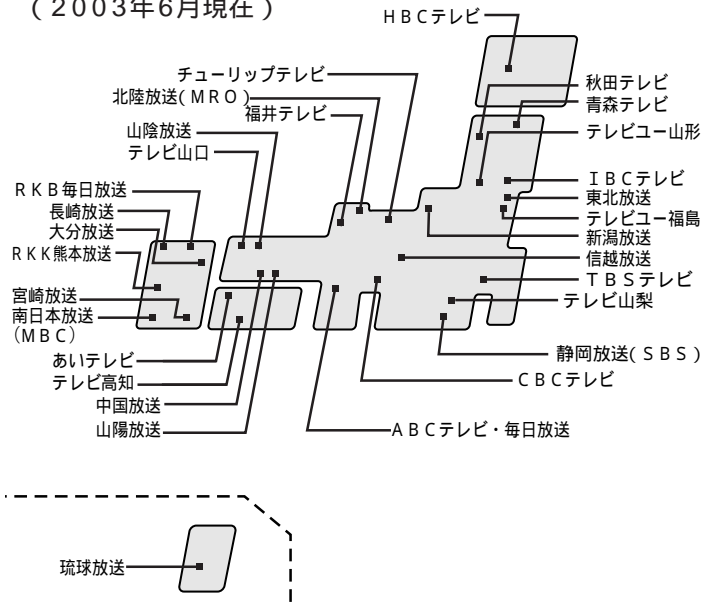 (2003年6月現在)
HBCテレビ
チューリップテレビ
北陸放送(MRO)
福井テレビ
山陰放送
テレビ山口
RKB毎日放送
長崎放送
大分放送
RKK熊本放送
宮崎放送
南日本放送
(MBC)
あいテレビ
テレビ高知
中国放送
山陽放送
秋田テレビ
青森テレビ
テレビユー山形
IBCテレビ
東北放送
テレビユー福島
新潟放送
信越放送
TBSテレビ
テレビ山梨
静岡放送(SBS)
CBCテレビ
ABCテレビ・毎日放送
琉球放送